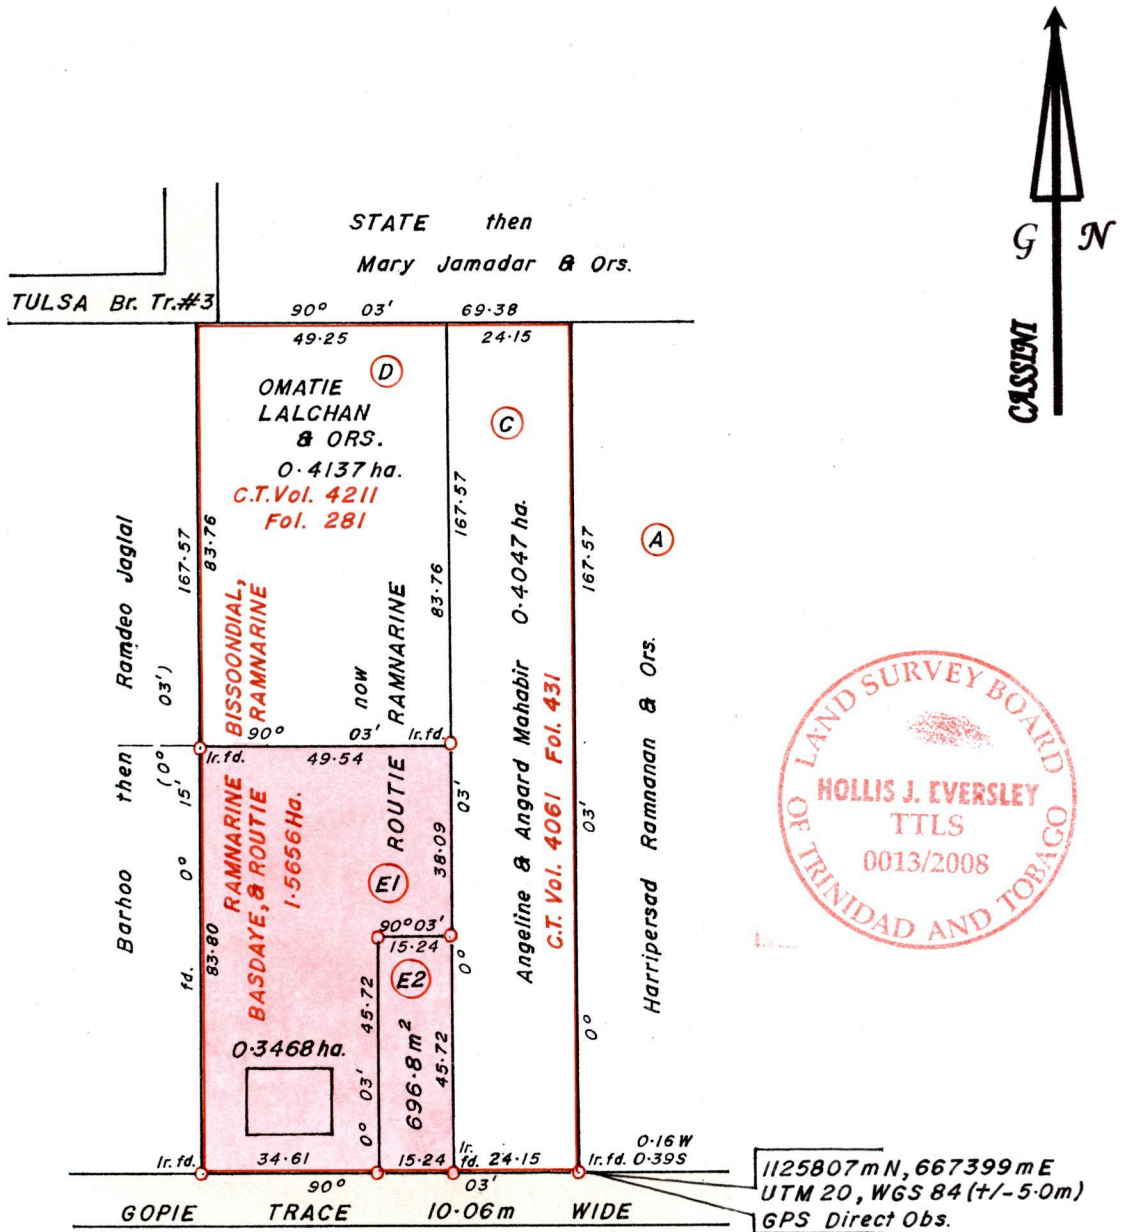 STATE then
Mary Jamadar & Ors.
G N
CASSINI
TULSA Br. Tr.#3
90° 03' 69.38
49.25 24.15
D
OMATIE
LALCHAN
& ORS.
0.4137 ha.
C.T.Vol. 4211
Fol. 281
C
A
167.57
83.76
167.57
83.76
167.57
Barhoo then Ramdeo Jaglal
fd. 0° 15' (0° 03')
BISSOONDIAL,
RAMNARINE
now
ROUTIE RAMNARINE
Angeline & Angard Mahabir 0.4047 ha.
C.T. Vol. 4061 Fol. 431
Harripersad Ramnanan & Ors.
0° 03'
90° 03' Ir.fd.
Ir.fd. 49.54
RAMNARINE
BASDAYE, & ROUTIE
1.5656Ha.
E1
38.09
0° 03'
83.80
90° 03'
15.24
E2
45.72
0° 03'
696.8 m²
45.72
0.3468 ha.
LAND SURVEY BOARD
HOLLIS J. EVERSLEY
TTLS
0013/2008
OF TRINIDAD AND TOBAGO
0.16 W
Ir. fd. 34.61 15.24 Ir. fd. 24.15 Ir. fd. 0.39S
90° 03'
GOPIE TRACE 10.06m WIDE
1125807mN, 667399mE
UTM 20, WGS 84 (+/-5.0m)
GPS Direct Obs.